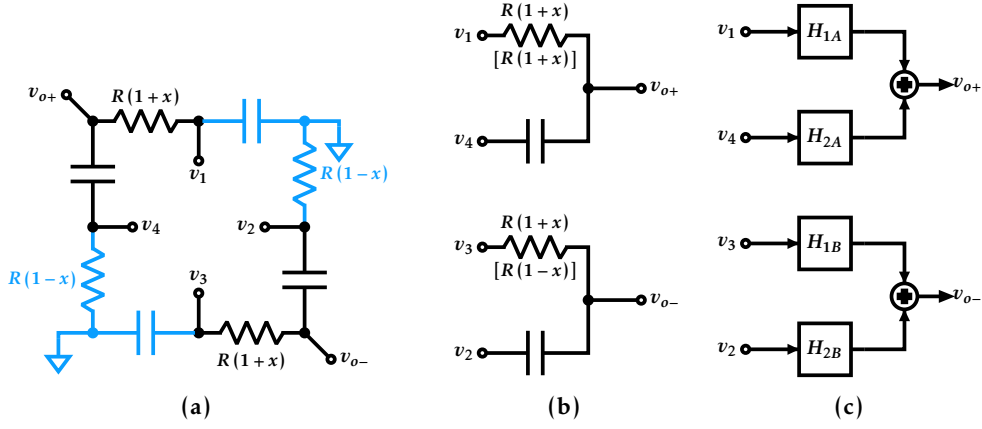 v_{o+}
R(1+x)
v_1
R(1−x)
v_4
v_2
R(1−x)
v_3
R(1+x)
v_{o−}
(a)
R(1+x)
v_1
[R(1+x)]
v_{o+}
v_4
R(1+x)
v_3
[R(1−x)]
v_{o−}
v_2
(b)
v_1
H_{1A}
v_{o+}
v_4
H_{2A}
v_3
H_{1B}
v_{o−}
v_2
H_{2B}
(c)